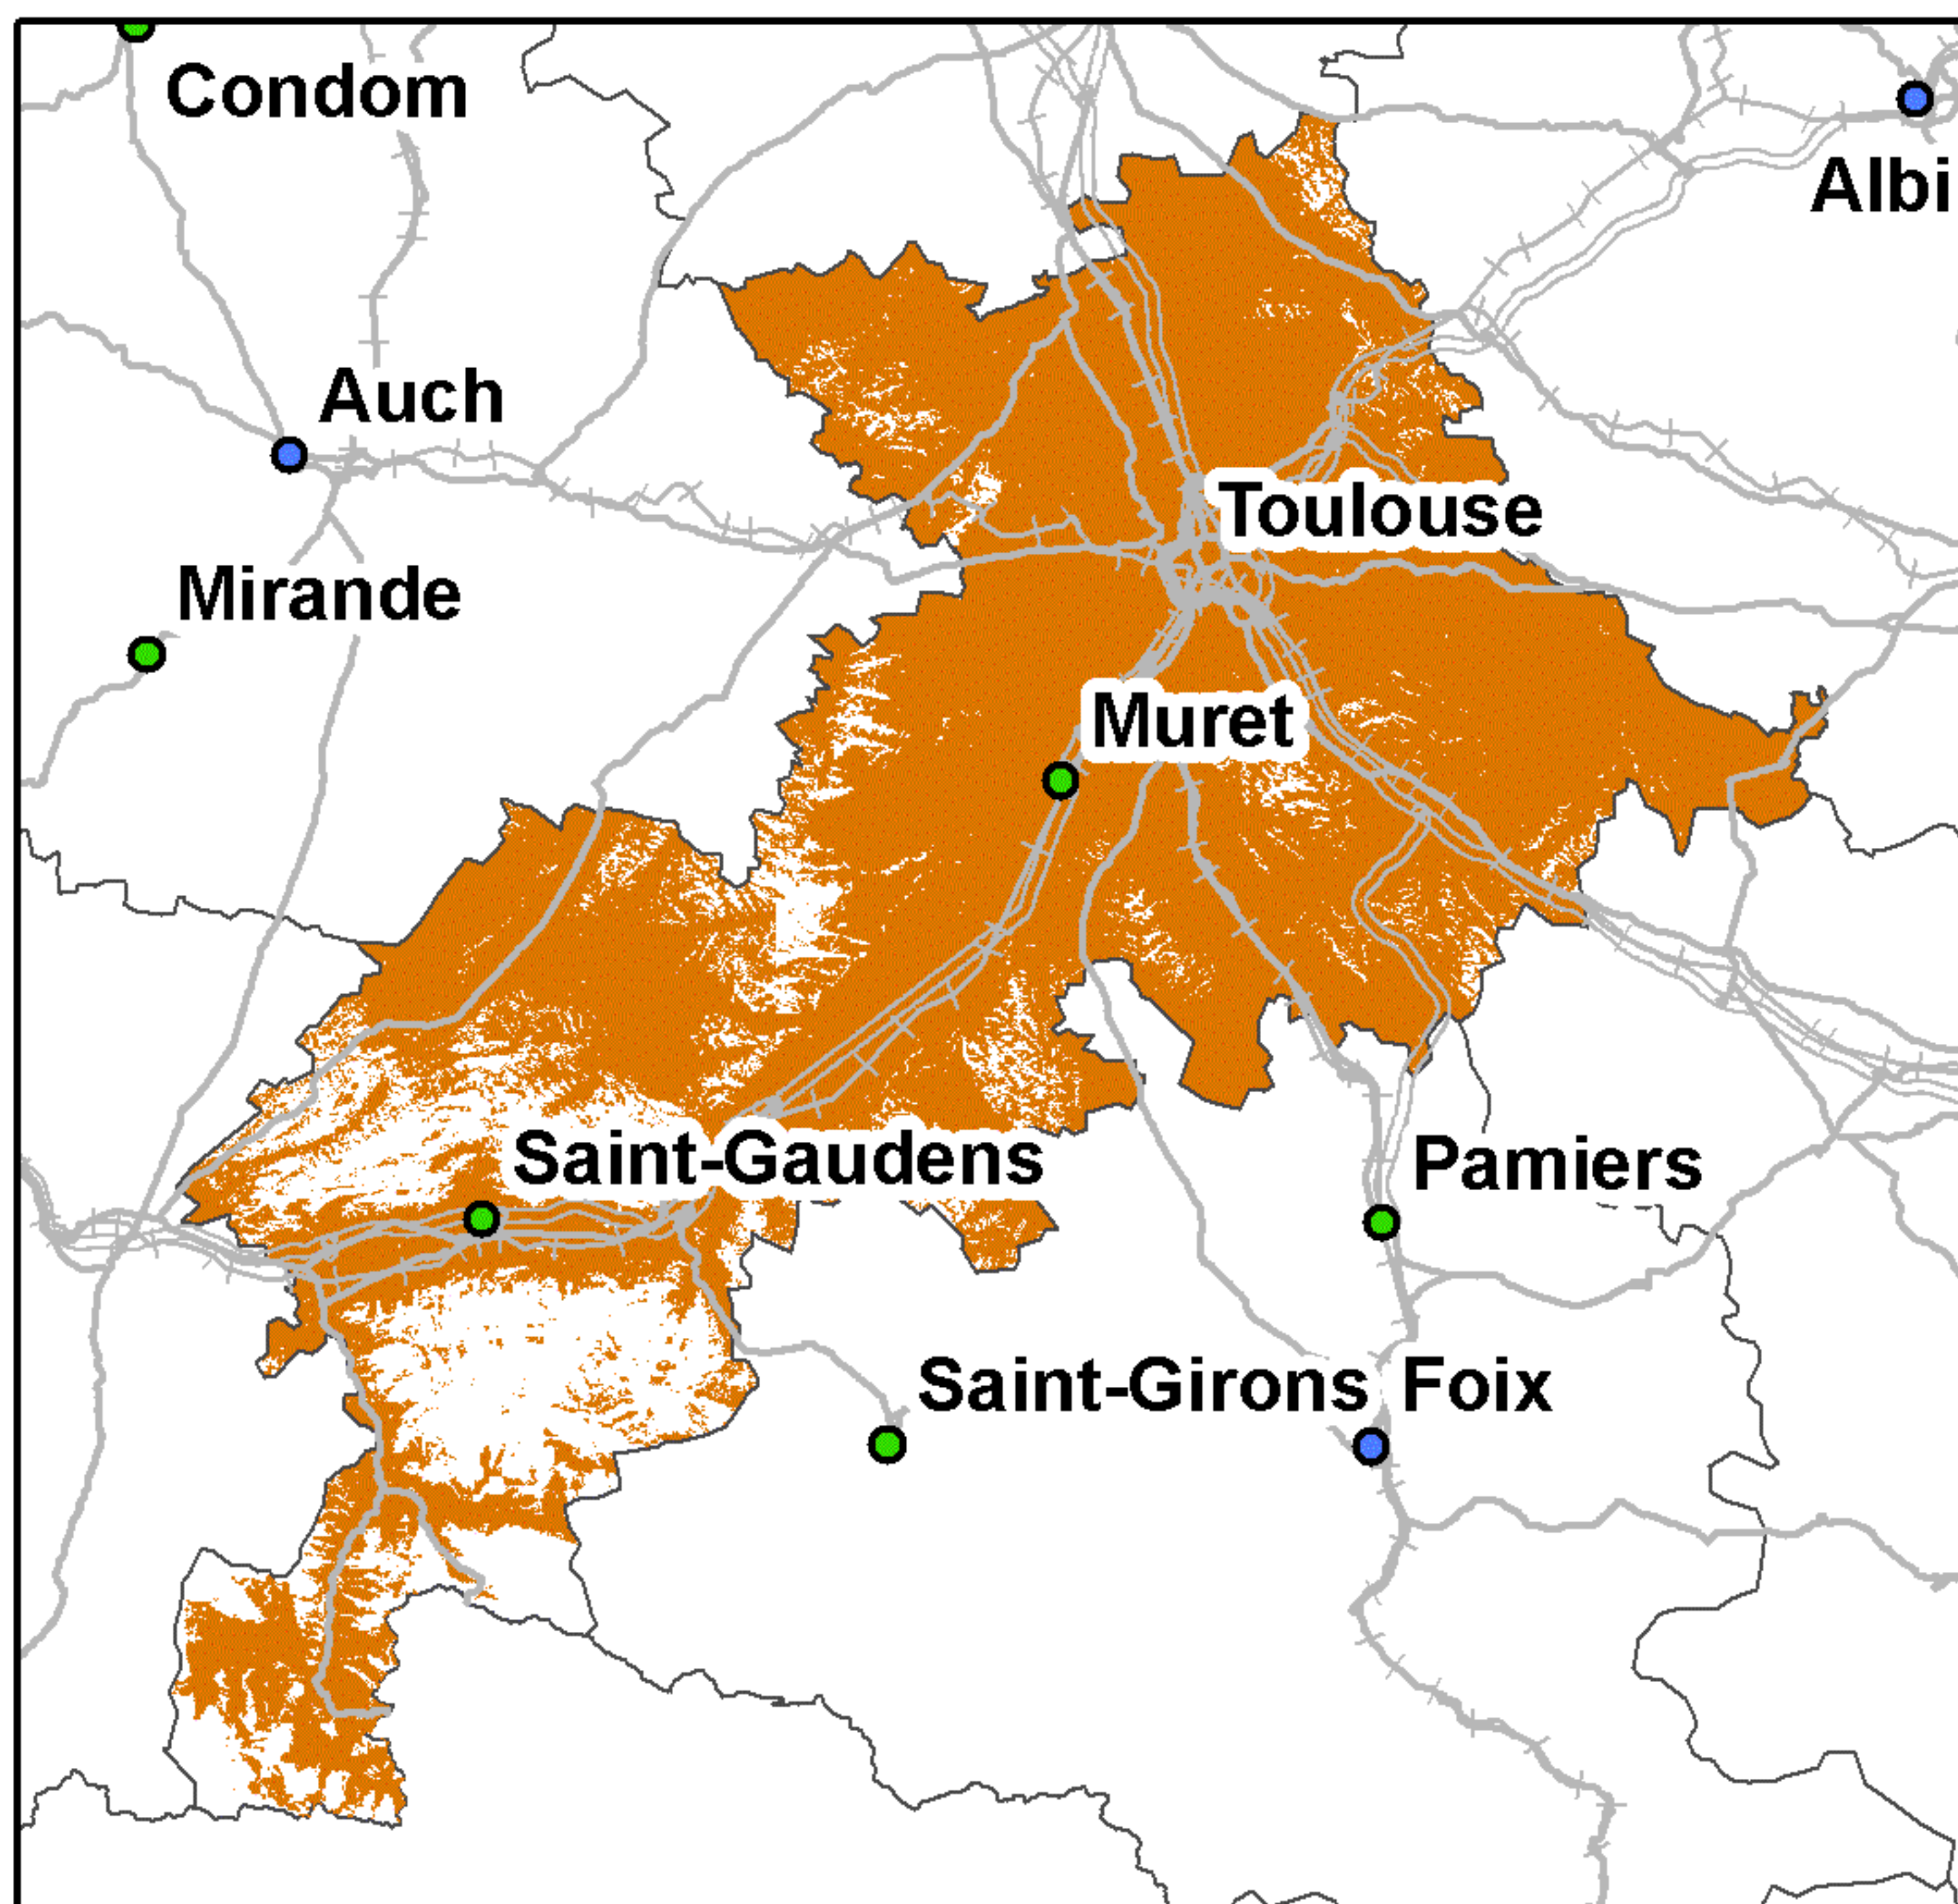 Condom
Albi
Auch
Toulouse
Mirande
Muret
Saint-Gaudens
Pamiers
Saint-Girons
Foix